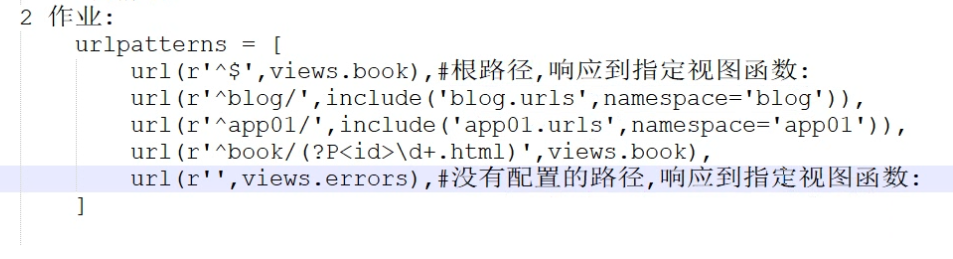 2 作业:
urlpatterns = [
url(r'^$',views.book),#根路径,响应到指定视图函数:
url(r'^blog/',include('blog.urls',namespace='blog')),
url(r'^app01/',include('app01.urls',namespace='app01')),
url(r'^book/(?P<id>\d+.html)',views.book),
url(r'',views.errors),#没有配置的路径,响应到指定视图函数:
]